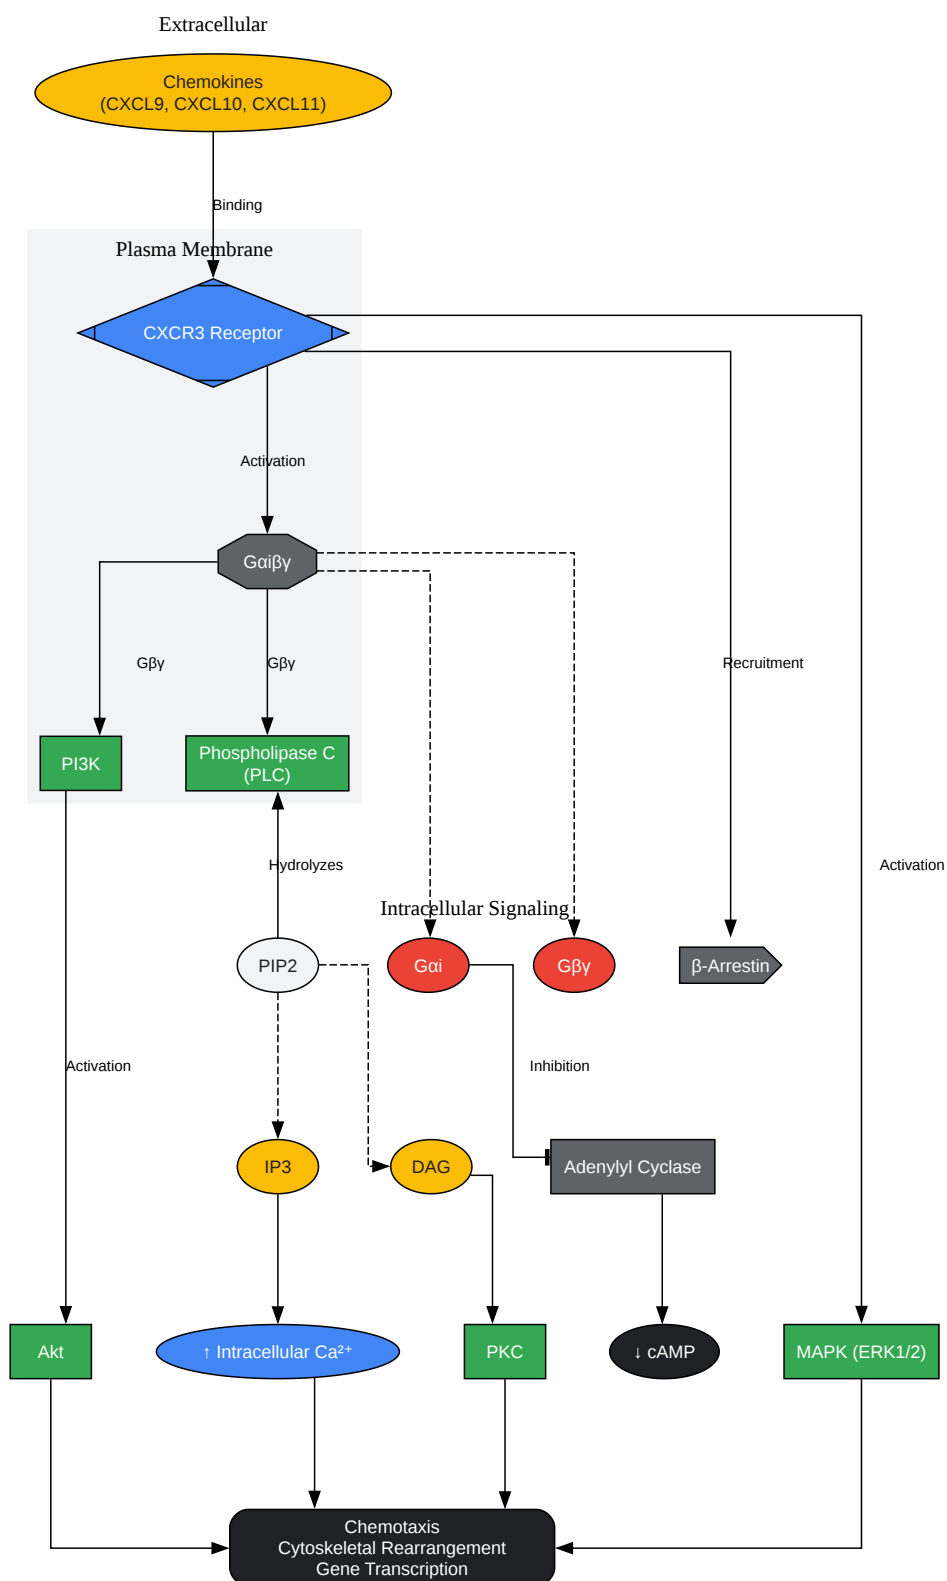 Extracellular
Chemokines
(CXCL9, CXCL10, CXCL11)
Binding
Plasma Membrane
CXCR3 Receptor
Activation
Gαiβγ
Gβγ
Gβγ
Recruitment
PI3K
Phospholipase C
(PLC)
Hydrolyzes
Activation
Intracellular Signaling
PIP2
Gαi
Gβγ
β-Arrestin
Activation
Inhibition
IP3
DAG
Adenylyl Cyclase
Akt
↑ Intracellular Ca²⁺
PKC
↓ cAMP
MAPK (ERK1/2)
Chemotaxis
Cytoskeletal Rearrangement
Gene Transcription